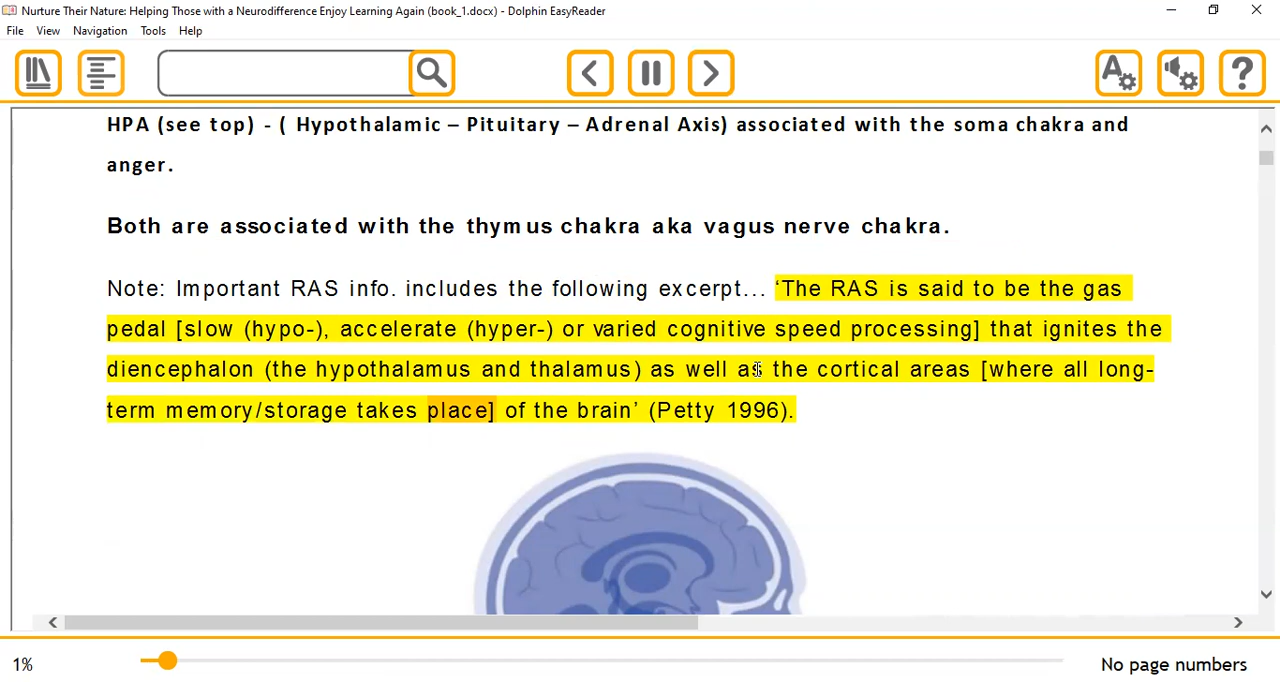 Nurture Their Nature: Helping Those with a Neurodifference Enjoy Learning Again (book_1.docx) - Dolphin EasyReader
File View Navigation Tools Help
HPA (see top) - ( Hypothalamic – Pituitary – Adrenal Axis) associated with the soma chakra and
anger.
Both are associated with the thymus chakra aka vagus nerve chakra.
Note: Important RAS info. includes the following excerpt... ‘The RAS is said to be the gas
pedal [slow (hypo-), accelerate (hyper-) or varied cognitive speed processing] that ignites the
diencephalon (the hypothalamus and thalamus) as well as the cortical areas [where all long-
term memory/storage takes place] of the brain’ (Petty 1996).
1%
No page numbers